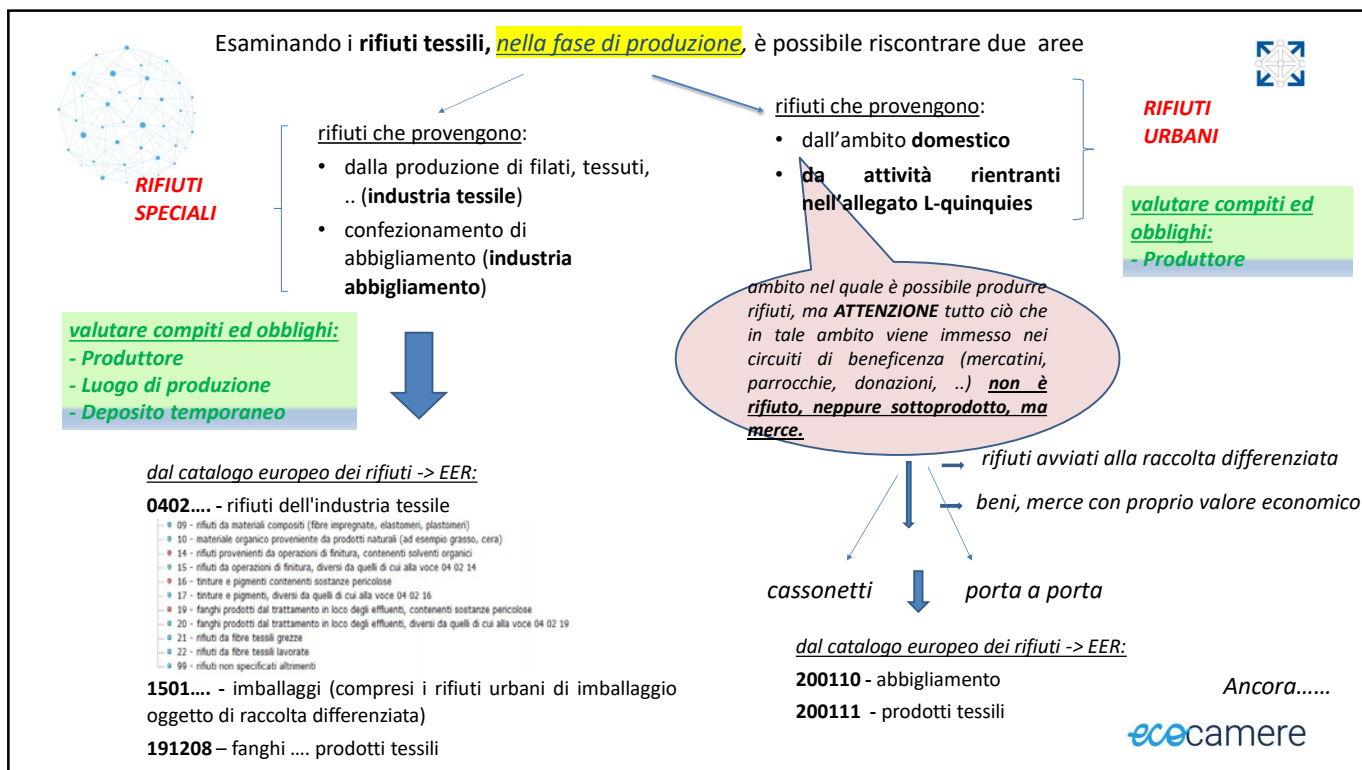 Esaminando i rifiuti tessili, nella fase di produzione, è possibile riscontrare due aree
RIFIUTI
SPECIALI
rifiuti che provengono:
• dalla produzione di filati, tessuti,
.. (industria tessile)
• confezionamento di
abbigliamento (industria
abbigliamento)
rifiuti che provengono:
• dall’ambito domestico
• da attività rientranti
nell’allegato L-quinquies
RIFIUTI
URBANI
valutare compiti ed
obblighi:
- Produttore
valutare compiti ed obblighi:
- Produttore
- Luogo di produzione
- Deposito temporaneo
ambito nel quale è possibile produrre
rifiuti, ma ATTENZIONE tutto ciò che
in tale ambito viene immesso nei
circuiti di beneficenza (mercatini,
parrocchie, donazioni, ..) non è
rifiuto, neppure sottoprodotto, ma
merce.
rifiuti avviati alla raccolta differenziata
beni, merce con proprio valore economico
cassonetti
porta a porta
dal catalogo europeo dei rifiuti -> EER:
0402…. - rifiuti dell'industria tessile
09 - rifiuti da materiali compositi (fibre impregnate, elastomeri, plastomeri)
10 - materiale organico proveniente da prodotti naturali (ad esempio grasso, cera)
14 - rifiuti provenienti da operazioni di finitura, contenenti solventi organici
15 - rifiuti da operazioni di finitura, diversi da quelli di cui alla voce 04 02 14
16 - tinture e pigmenti contenenti sostanze pericolose
17 - tinture e pigmenti, diversi da quelli di cui alla voce 04 02 16
19 - fanghi prodotti dal trattamento in loco degli effluenti, contenenti sostanze pericolose
20 - fanghi prodotti dal trattamento in loco degli effluenti, diversi da quelli di cui alla voce 04 02 19
21 - rifiuti da fibre tessili grezze
22 - rifiuti da fibre tessili lavorate
99 - rifiuti non specificati altrimenti
1501…. - imballaggi (compresi i rifiuti urbani di imballaggio
oggetto di raccolta differenziata)
191208 – fanghi …. prodotti tessili
dal catalogo europeo dei rifiuti -> EER:
200110 - abbigliamento
200111 - prodotti tessili
Ancora……
ecocamere